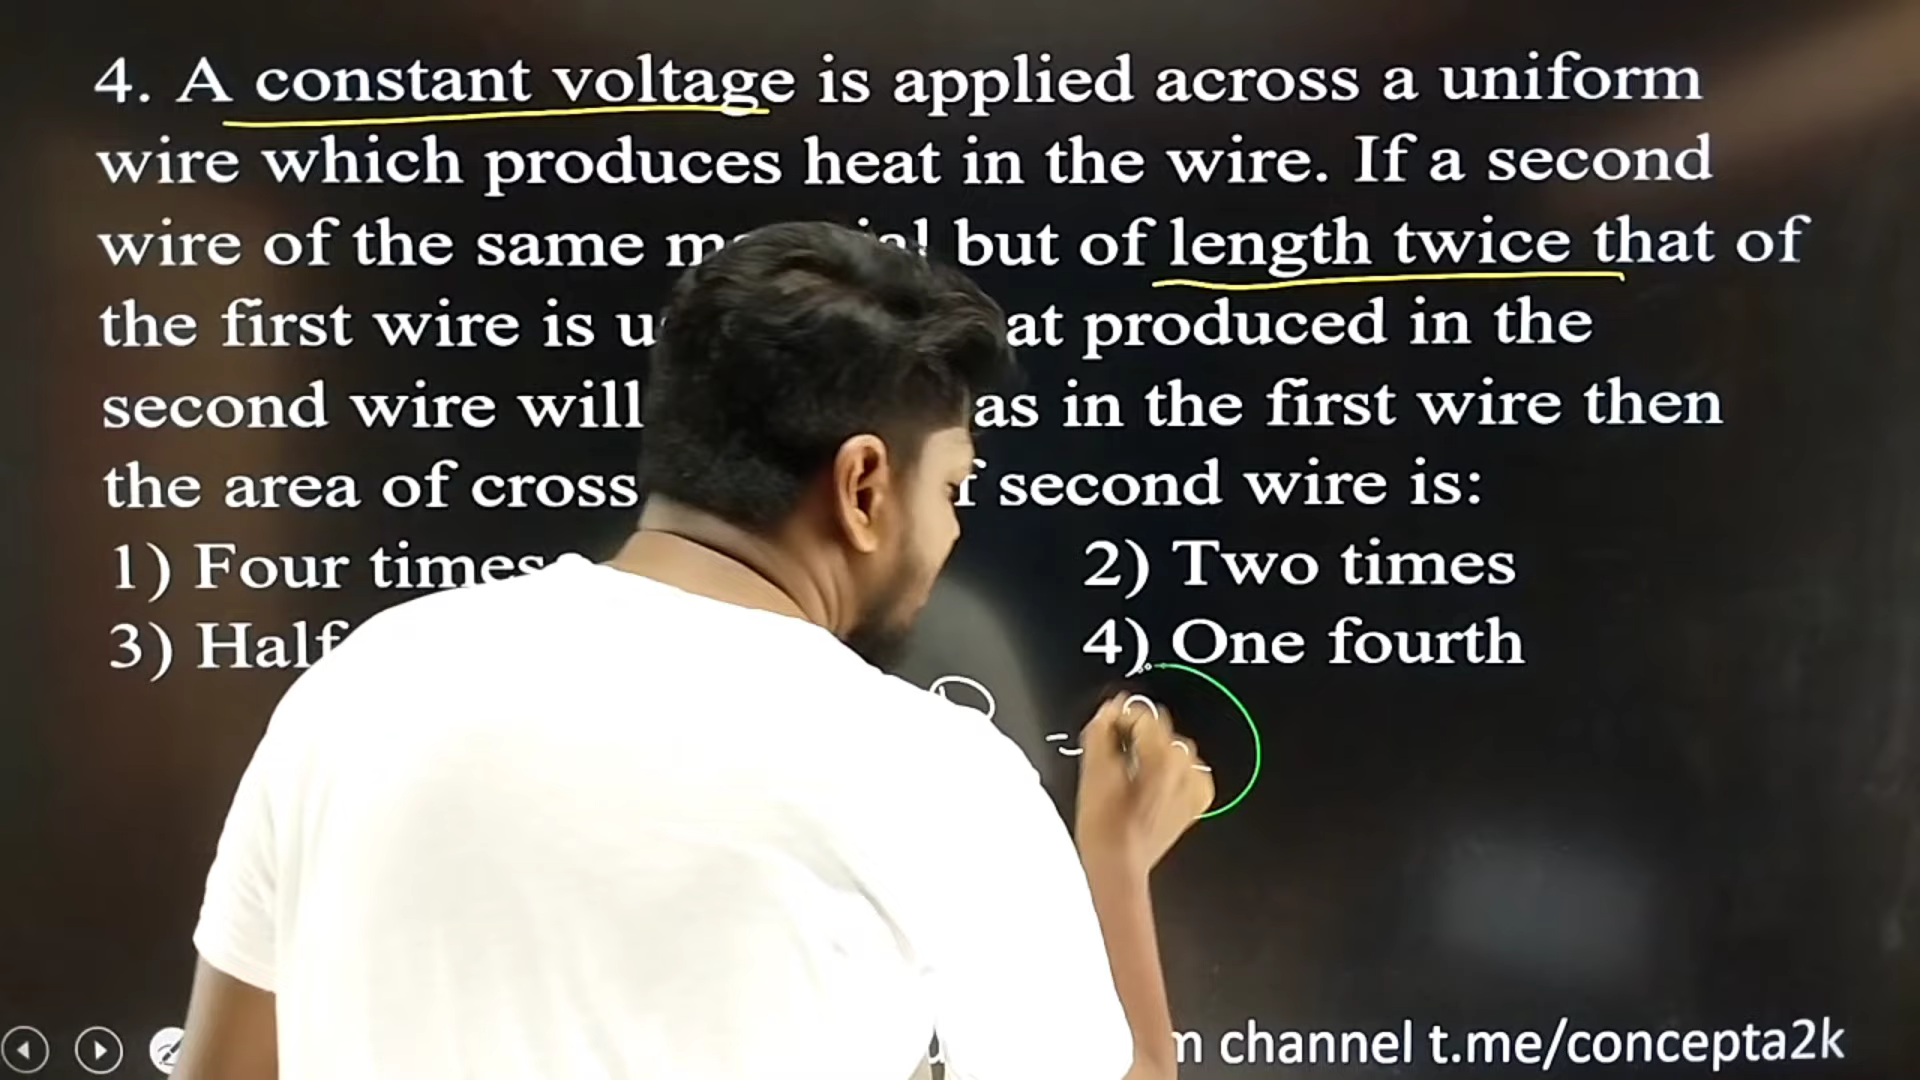 4. A constant voltage is applied across a uniform
wire which produces heat in the wire. If a second
wire of the same but of length twice that of
the first wire is at produced in the
second wire will as in the first wire then
the area of cross second wire is:
1) Four times 2) Two times
3) Half 4) One fourth
channel t.me/concepta2k